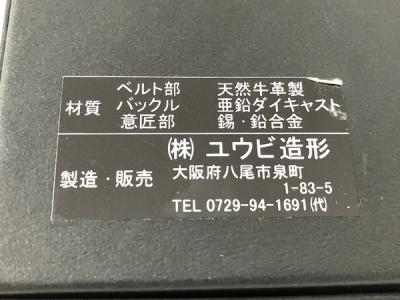 材質
ベルト部 天然牛革製
バックル 亜鉛ダイキャスト
意匠部 錫・鉛合金
製造・販売
㈱ ユウビ造形
大阪府八尾市泉町
1-83-5
TEL 0729-94-1691㈹